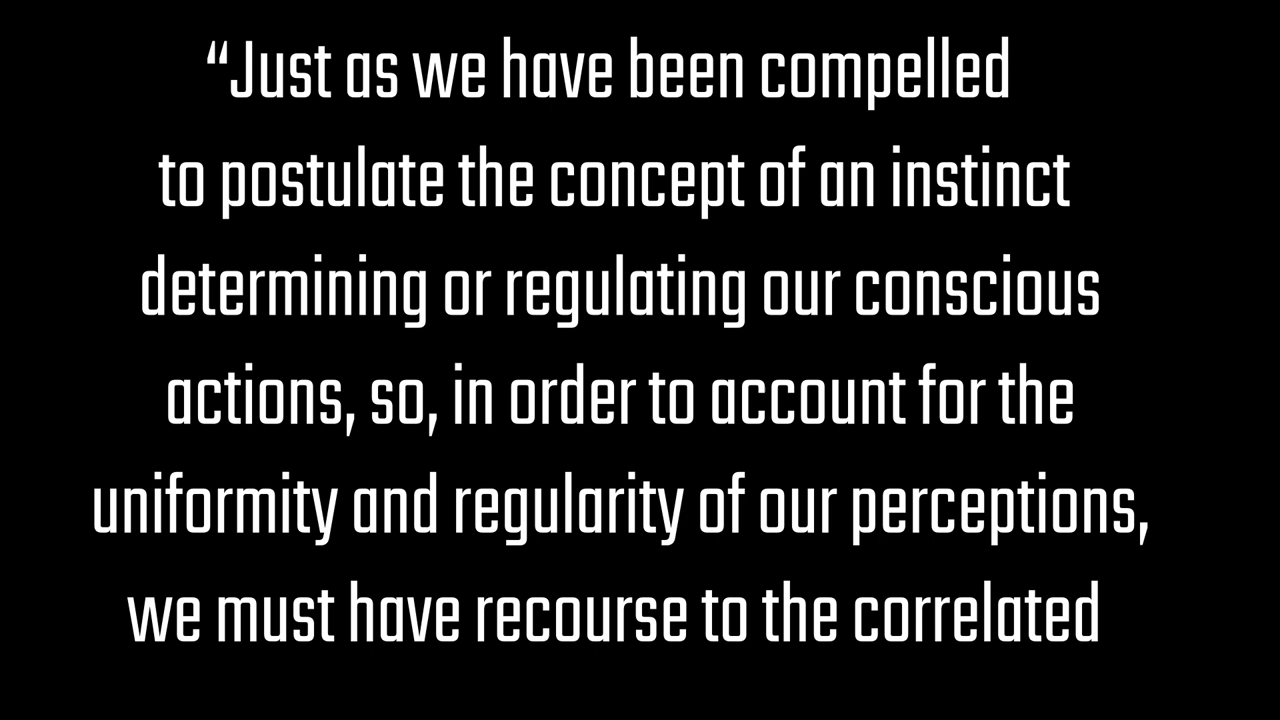 “Just as we have been compelled
to postulate the concept of an instinct
determining or regulating our conscious
actions, so, in order to account for the
uniformity and regularity of our perceptions,
we must have recourse to the correlated